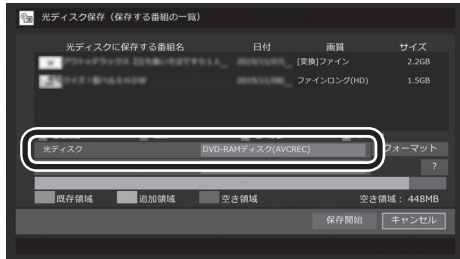 光ディスク保存（保存する番組の一覧）
光ディスクに保存する番組名 日付 画質 サイズ
[変換]ファイン 2.2GB
ファインロング(HD) 1.5GB
光ディスク DVD-RAMディスク(AVCREC) フォーマット
?
既存領域 追加領域 空き領域 空き領域： 448MB
保存開始 キャンセル